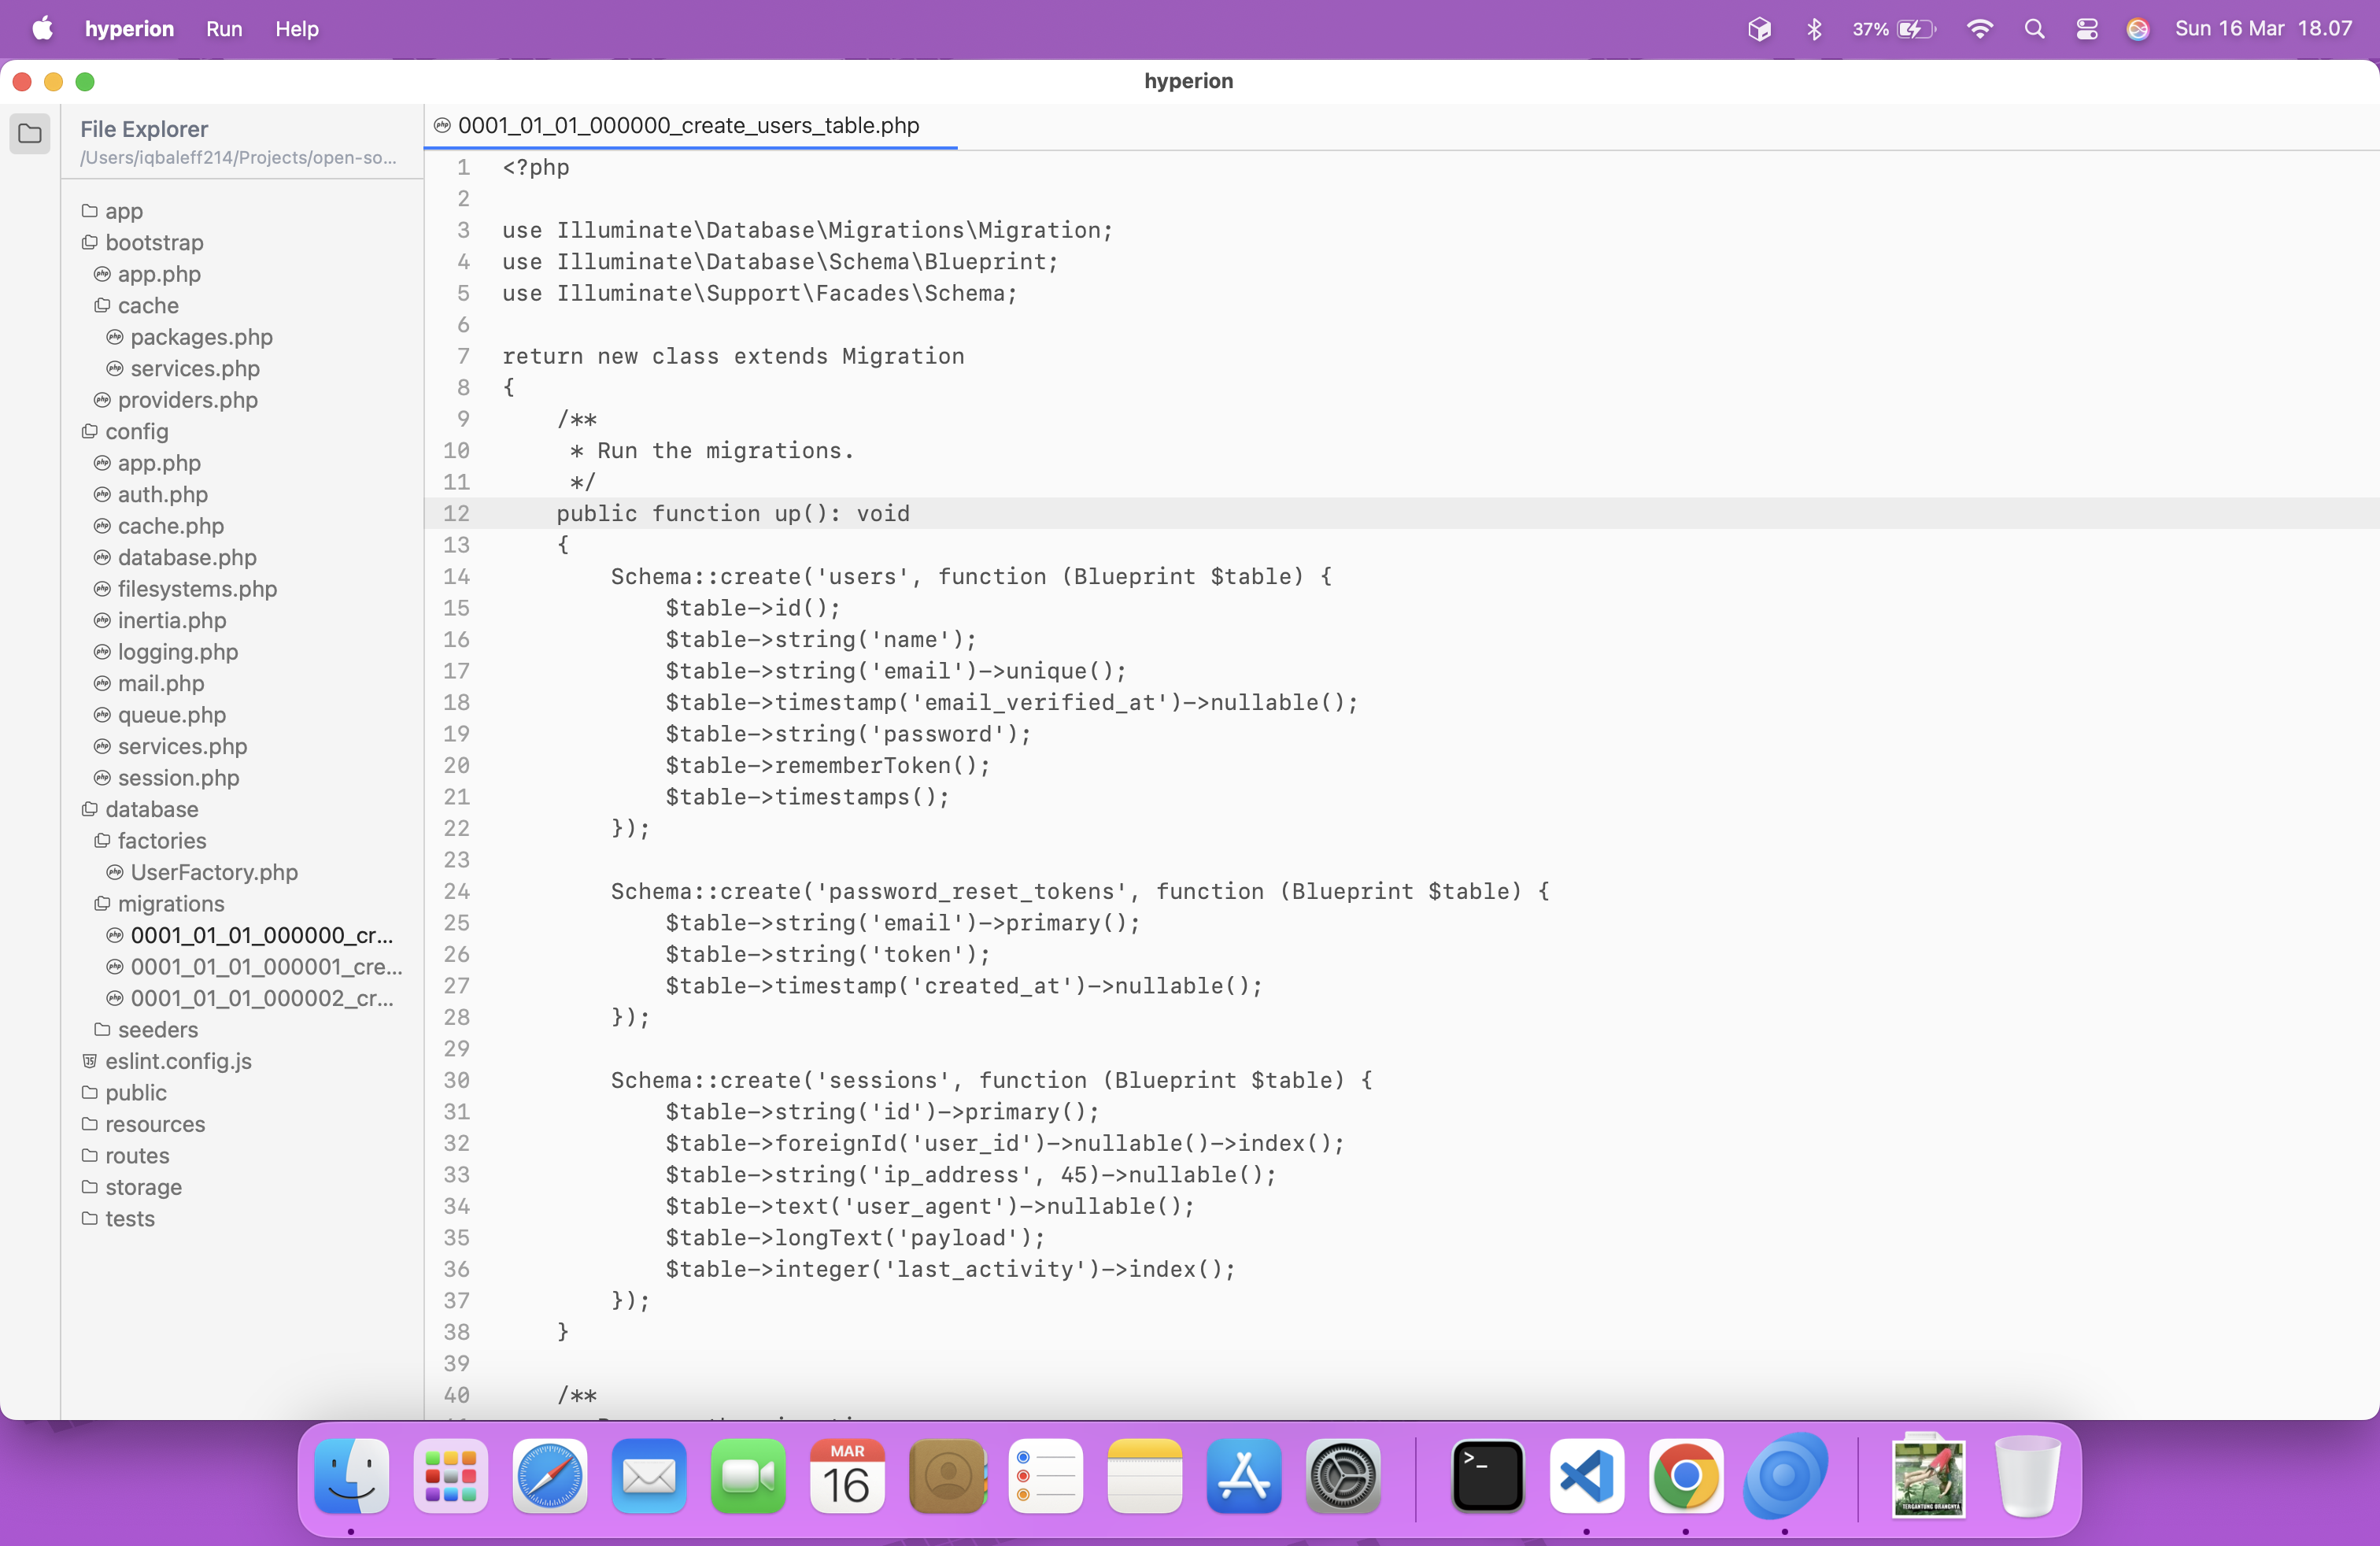 hyperion Run Help 37% Sun 16 Mar 18.07
hyperion
File Explorer
/Users/iqbaleff214/Projects/open-so...
app
bootstrap
app.php
cache
packages.php
services.php
providers.php
config
app.php
auth.php
cache.php
database.php
filesystems.php
inertia.php
logging.php
mail.php
queue.php
services.php
session.php
database
factories
UserFactory.php
migrations
0001_01_01_000000_cr...
0001_01_01_000001_cre...
0001_01_01_000002_cr...
seeders
eslint.config.js
public
resources
routes
storage
tests
php 0001_01_01_000000_create_users_table.php
1 <?php
2
3 use Illuminate\Database\Migrations\Migration;
4 use Illuminate\Database\Schema\Blueprint;
5 use Illuminate\Support\Facades\Schema;
6
7 return new class extends Migration
8 {
9     /**
10      * Run the migrations.
11      */
12     public function up(): void
13     {
14         Schema::create('users', function (Blueprint $table) {
15             $table->id();
16             $table->string('name');
17             $table->string('email')->unique();
18             $table->timestamp('email_verified_at')->nullable();
19             $table->string('password');
20             $table->rememberToken();
21             $table->timestamps();
22         });
23
24         Schema::create('password_reset_tokens', function (Blueprint $table) {
25             $table->string('email')->primary();
26             $table->string('token');
27             $table->timestamp('created_at')->nullable();
28         });
29
30         Schema::create('sessions', function (Blueprint $table) {
31             $table->string('id')->primary();
32             $table->foreignId('user_id')->nullable()->index();
33             $table->string('ip_address', 45)->nullable();
34             $table->text('user_agent')->nullable();
35             $table->longText('payload');
36             $table->integer('last_activity')->index();
37         });
38     }
39
40     /**
MAR
16
>_
TERGANTUNG ORANGNYA